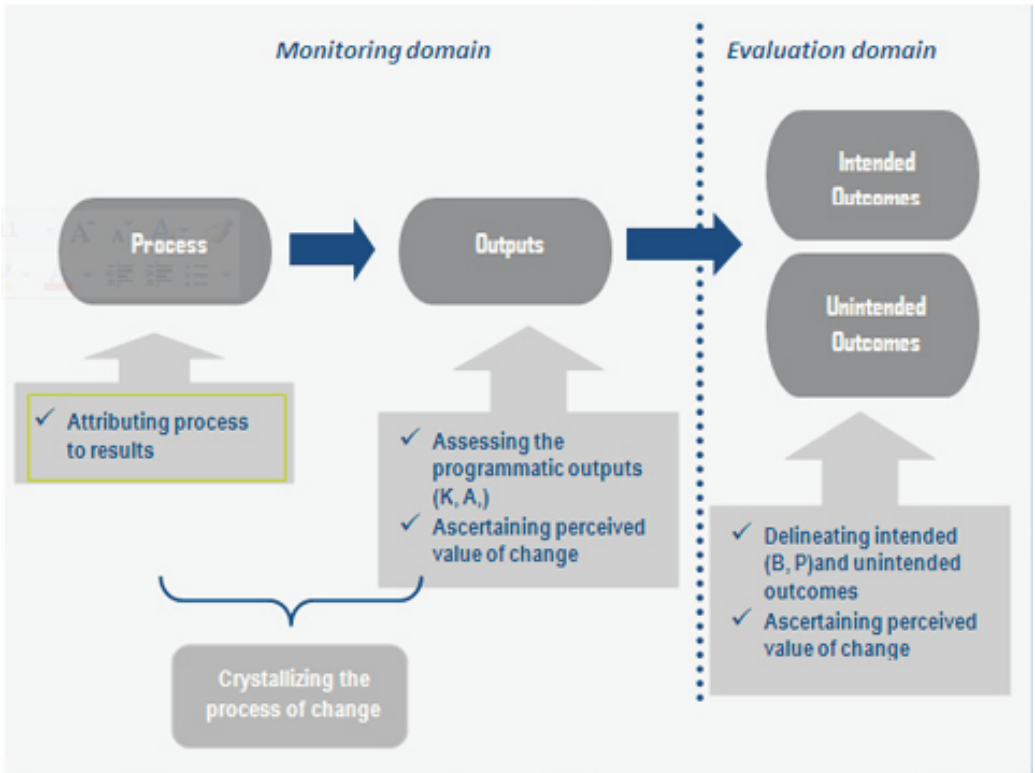 Monitoring domain
Evaluation domain
Process
Outputs
Intended
Outcomes
Unintended
Outcomes
✓ Attributing process
to results
✓ Assessing the
programmatic outputs
(K, A,)
✓ Ascertaining perceived
value of change
✓ Delineating intended
(B, P)and unintended
outcomes
✓ Ascertaining perceived
value of change
Crystallizing the
process of change